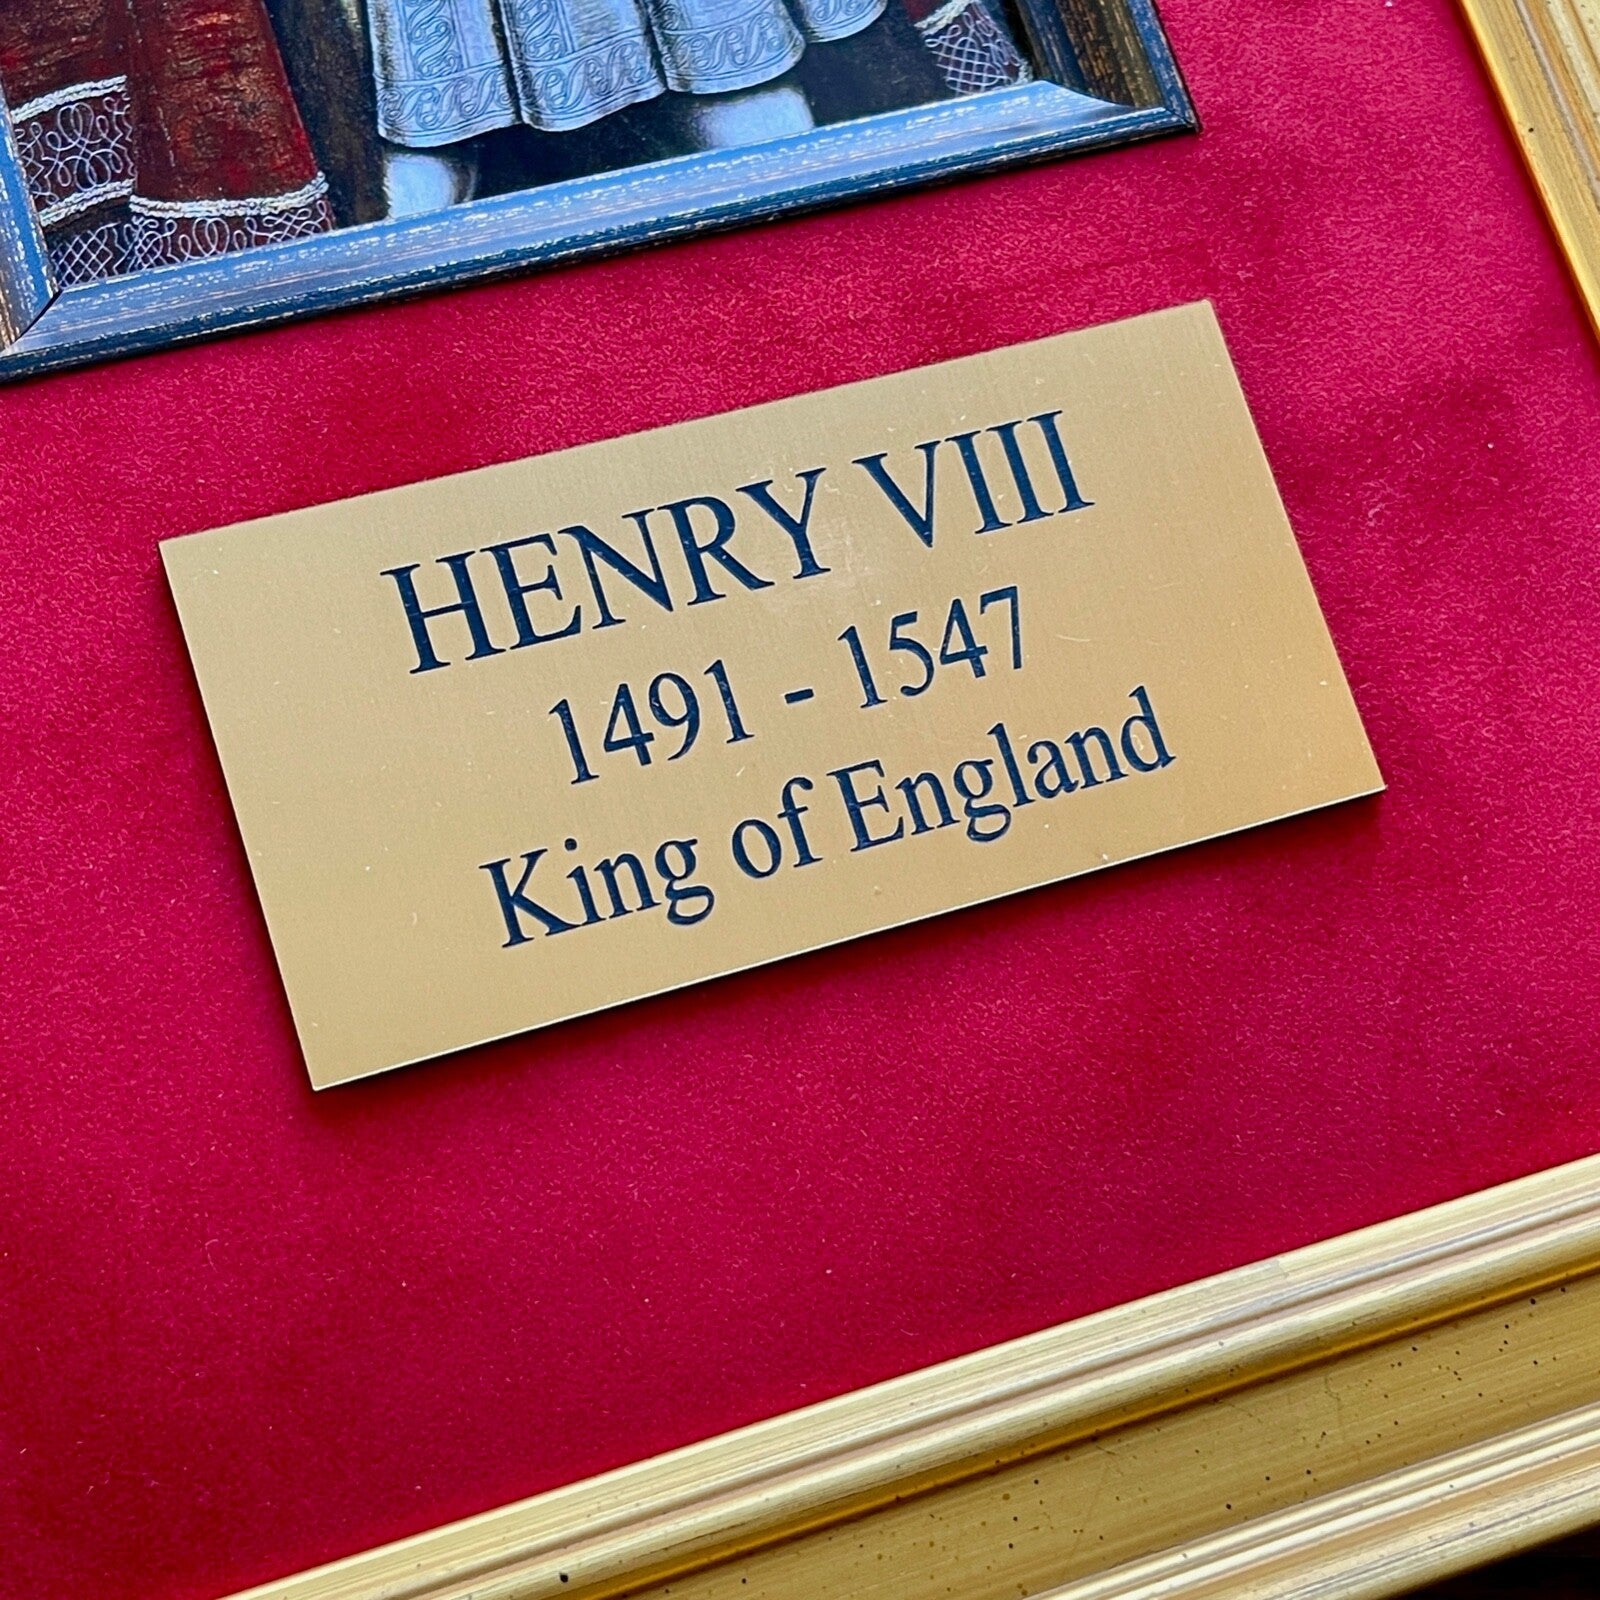 HENRY VIII
1491 - 1547
King of England